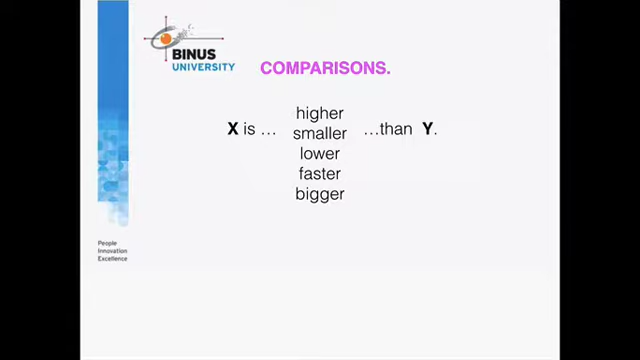 BINUS
UNIVERSITY
COMPARISONS.
higher
X is ... smaller ...than Y.
lower
faster
bigger
People
Innovation
Excellence